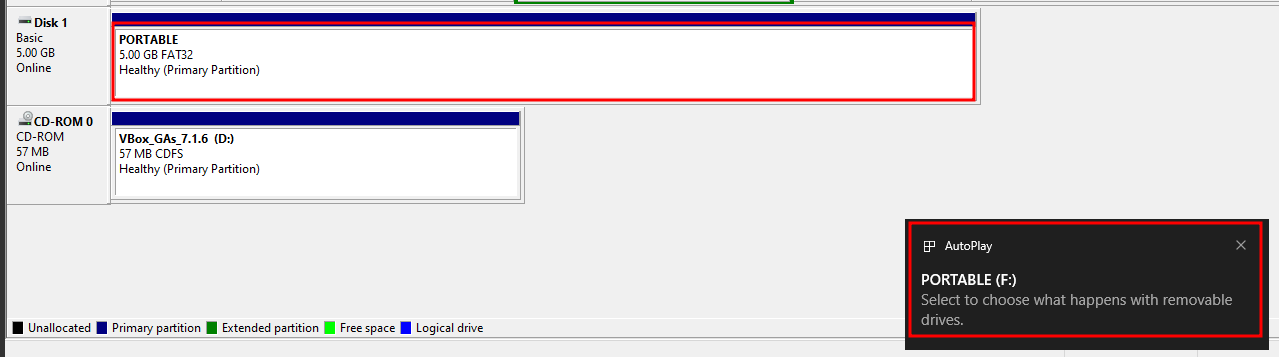 Disk 1
Basic
5.00 GB
Online
PORTABLE
5.00 GB FAT32
Healthy (Primary Partition)
CD-ROM 0
CD-ROM
57 MB
Online
VBox_GAs_7.1.6 (D:)
57 MB CDFS
Healthy (Primary Partition)
AutoPlay
PORTABLE (F:)
Select to choose what happens with removable
drives.
Unallocated Primary partition Extended partition Free space Logical drive